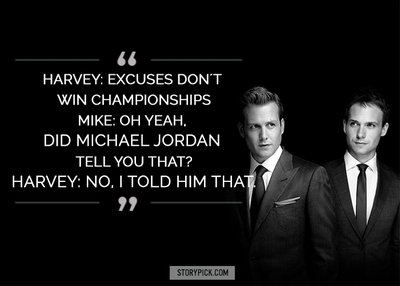 “
HARVEY: EXCUSES DON´T
WIN CHAMPIONSHIPS
MIKE: OH YEAH,
DID MICHAEL JORDAN
TELL YOU THAT?
HARVEY: NO, I TOLD HIM THAT.
”
STORYPICK.COM